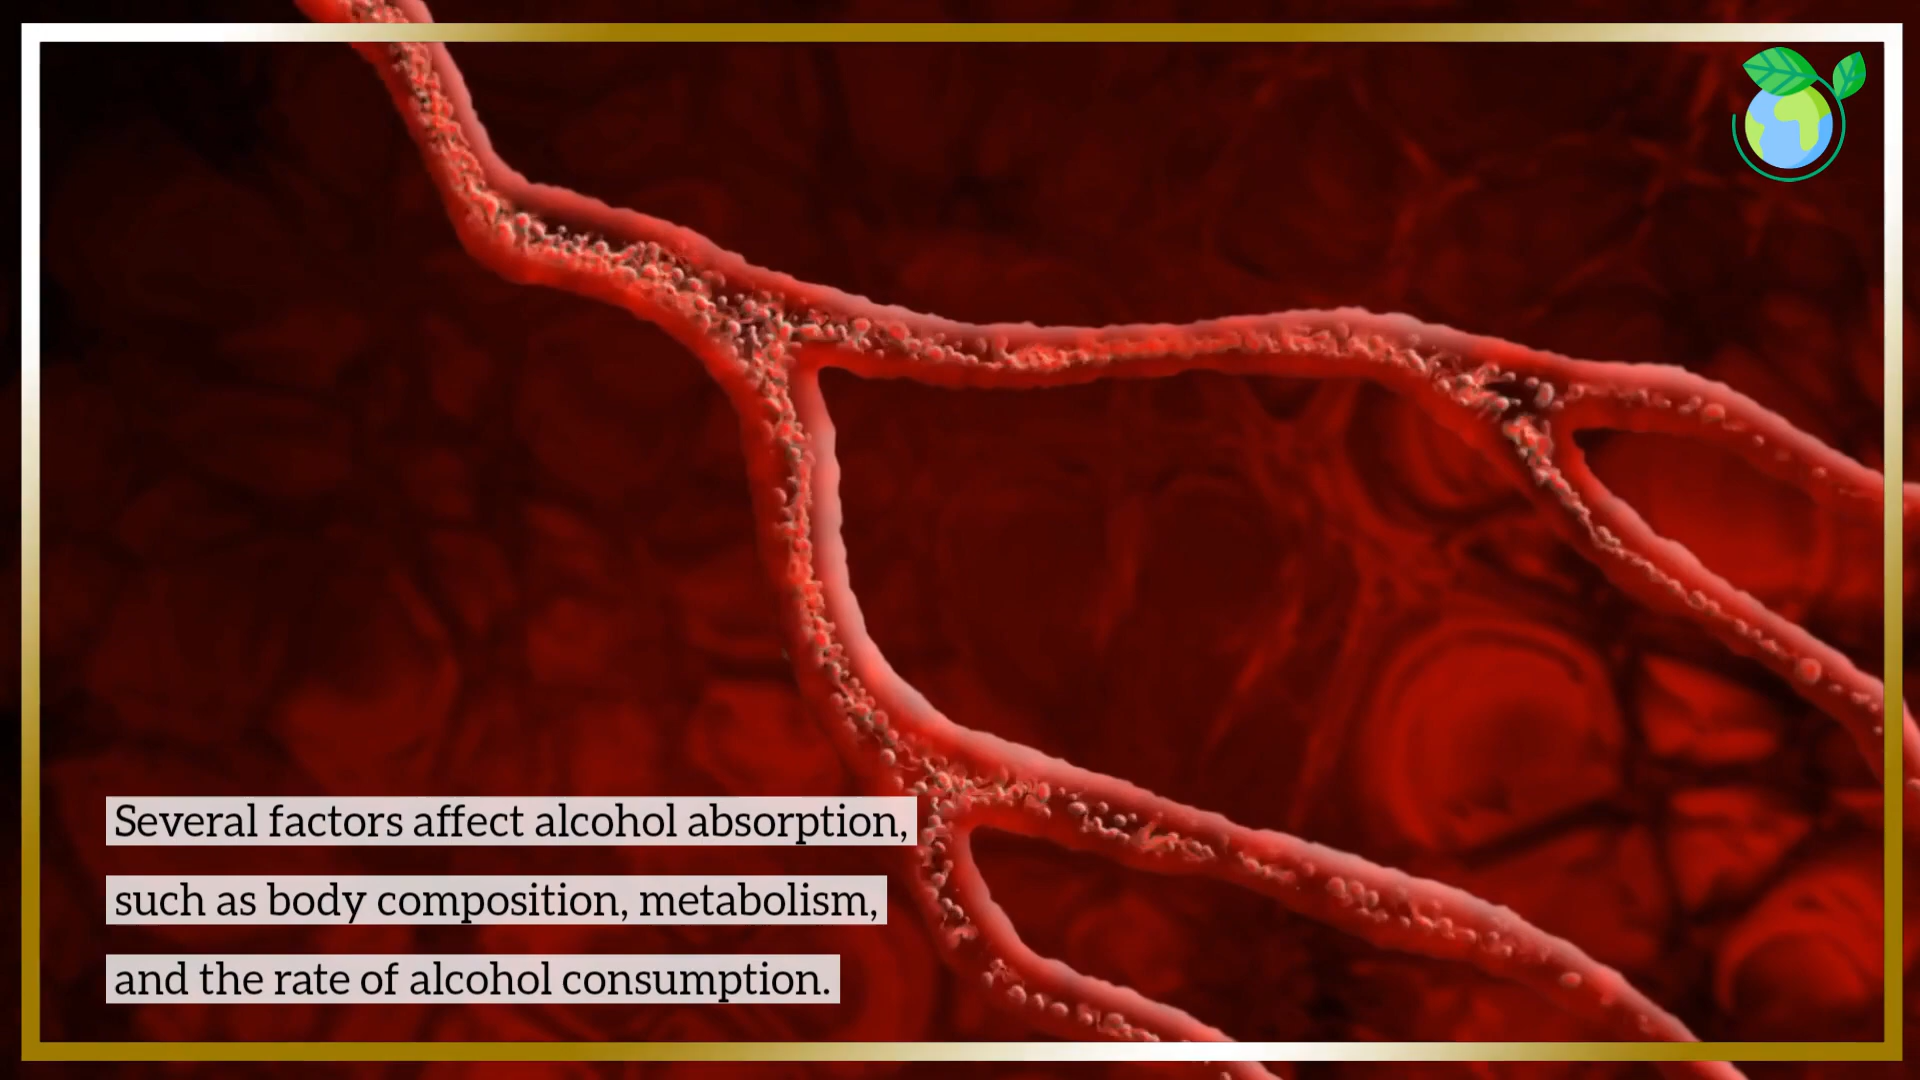 Several factors affect alcohol absorption,
such as body composition, metabolism,
and the rate of alcohol consumption.